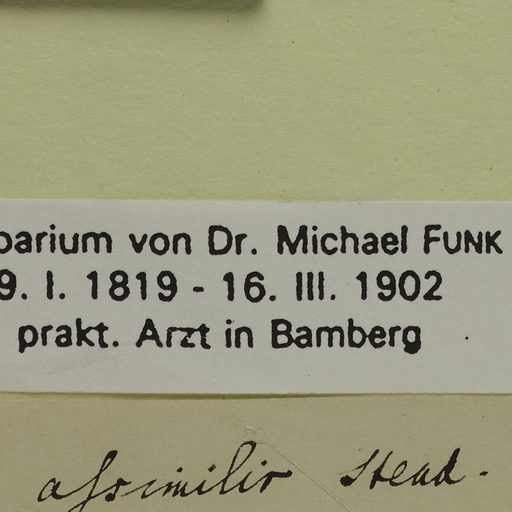 barium von Dr. Michael FUNK
9. I. 1819 - 16. III. 1902
prakt. Arzt in Bamberg
assimilis Stead.